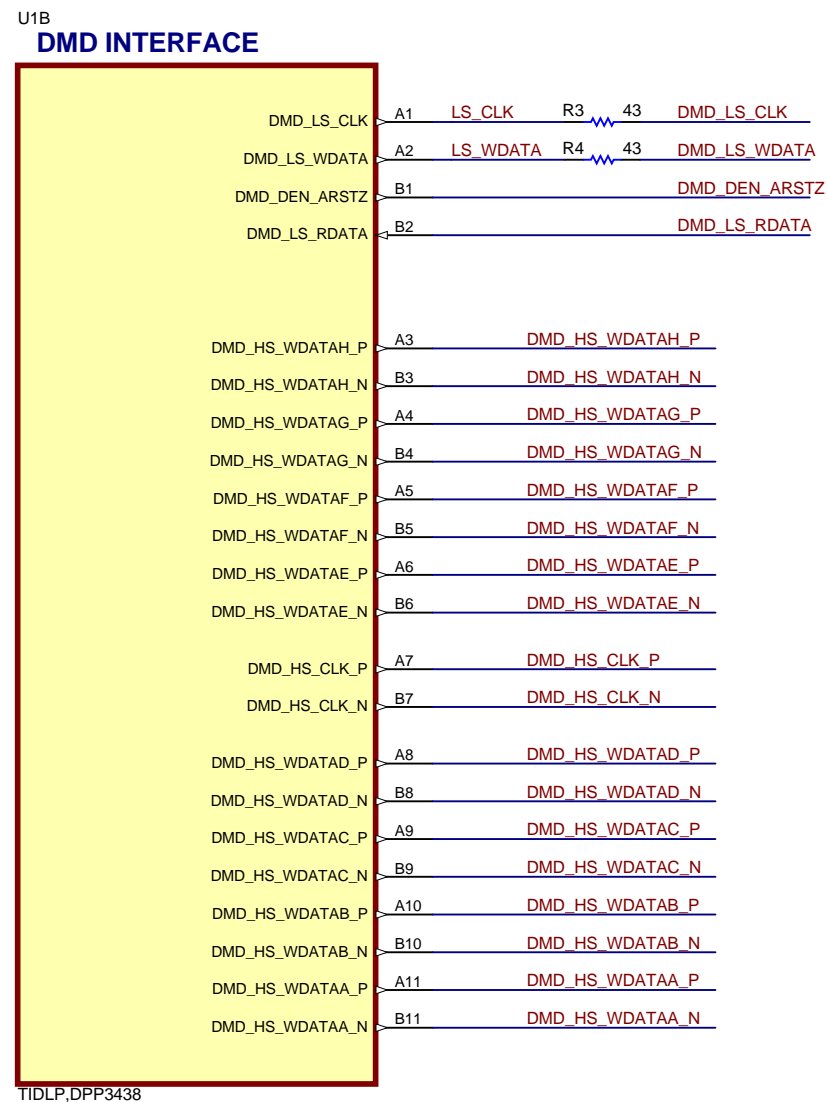 U1B
DMD INTERFACE
DMD_LS_CLK A1 LS_CLK R3 43 DMD_LS_CLK
DMD_LS_WDATA A2 LS_WDATA R4 43 DMD_LS_WDATA
DMD_DEN_ARSTZ B1 DMD_DEN_ARSTZ
DMD_LS_RDATA B2 DMD_LS_RDATA
DMD_HS_WDATAH_P A3 DMD_HS_WDATAH_P
DMD_HS_WDATAH_N B3 DMD_HS_WDATAH_N
DMD_HS_WDATAG_P A4 DMD_HS_WDATAG_P
DMD_HS_WDATAG_N B4 DMD_HS_WDATAG_N
DMD_HS_WDATAF_P A5 DMD_HS_WDATAF_P
DMD_HS_WDATAF_N B5 DMD_HS_WDATAF_N
DMD_HS_WDATAE_P A6 DMD_HS_WDATAE_P
DMD_HS_WDATAE_N B6 DMD_HS_WDATAE_N
DMD_HS_CLK_P A7 DMD_HS_CLK_P
DMD_HS_CLK_N B7 DMD_HS_CLK_N
DMD_HS_WDATAD_P A8 DMD_HS_WDATAD_P
DMD_HS_WDATAD_N B8 DMD_HS_WDATAD_N
DMD_HS_WDATAC_P A9 DMD_HS_WDATAC_P
DMD_HS_WDATAC_N B9 DMD_HS_WDATAC_N
DMD_HS_WDATAB_P A10 DMD_HS_WDATAB_P
DMD_HS_WDATAB_N B10 DMD_HS_WDATAB_N
DMD_HS_WDATAA_P A11 DMD_HS_WDATAA_P
DMD_HS_WDATAA_N B11 DMD_HS_WDATAA_N
TIDLP,DPP3438